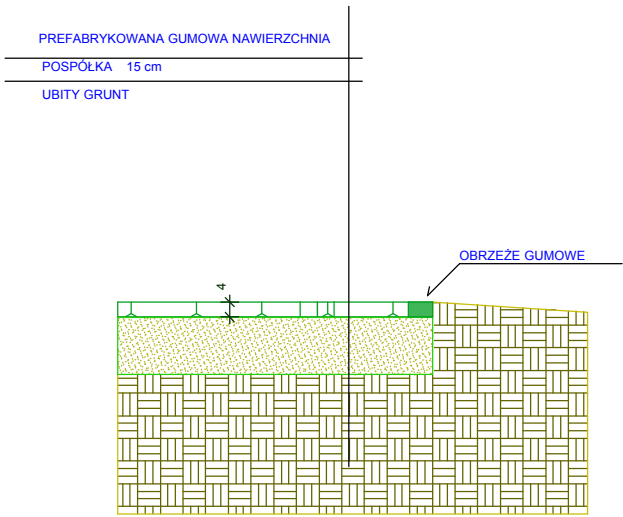 PREFABRYKOWANA GUMOWA NAWIERZCHNIA
POSPÓŁKA 15 cm
UBITY GRUNT
OBRZEŻE GUMOWE
4